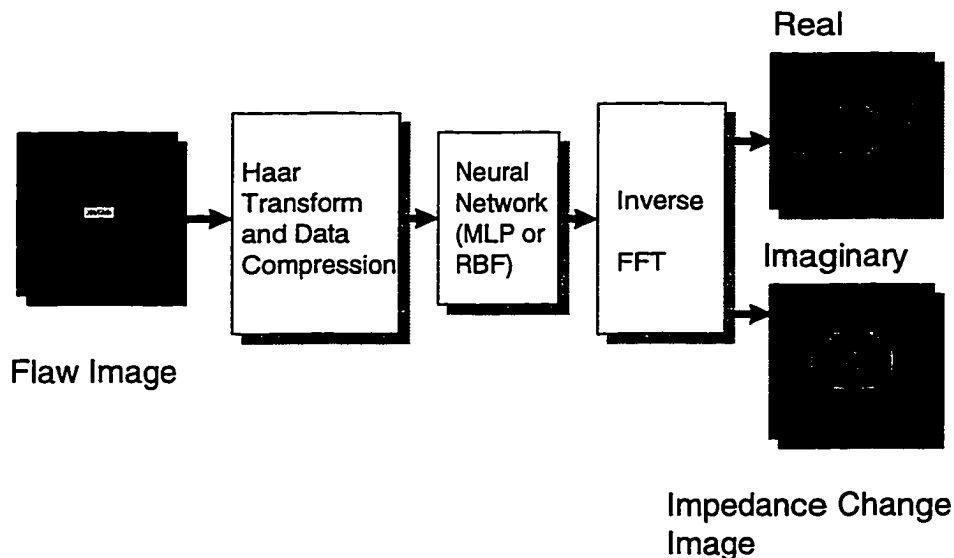 Real
Haar
Transform
and Data
Compression
Neural
Network
(MLP or
RBF)
Inverse
FFT
Imaginary
Flaw Image
Impedance Change
Image